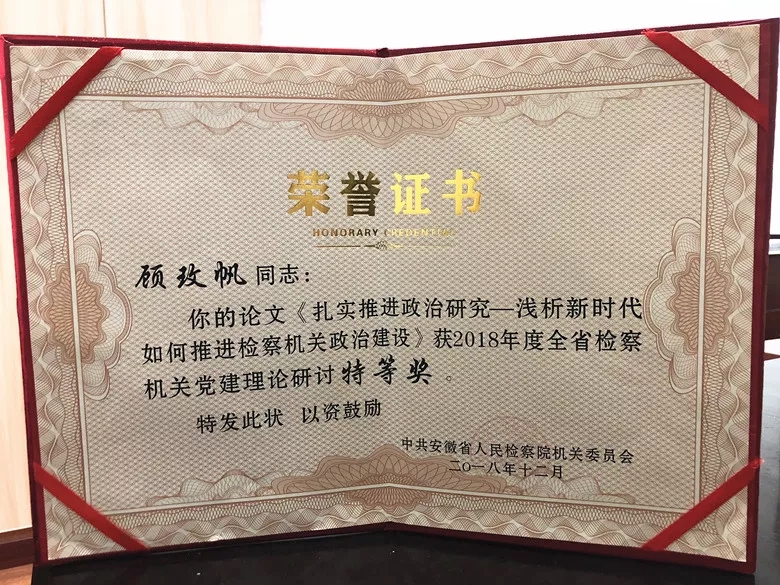 荣誉证书
HONORARY CREDENTIAL
顾玫帆同志：
你的论文《扎实推进政治研究—浅析新时代
如何推进检察机关政治建设》获2018年度全省检察
机关党建理论研讨特等奖。
特发此状 以资鼓励
中共安徽省人民检察院机关委员会
二〇一八年十二月